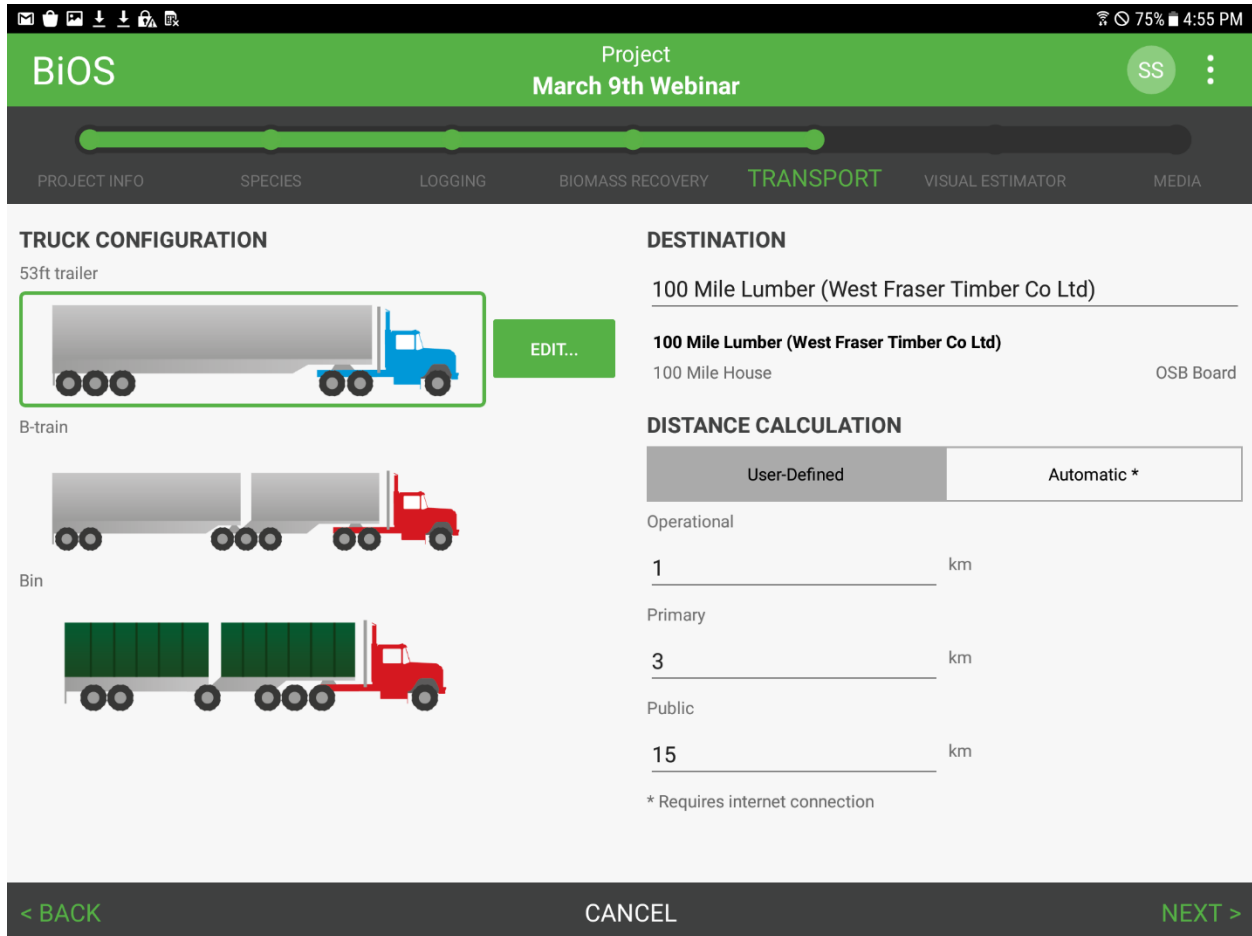 75% 4:55 PM
BiOS
Project
March 9th Webinar
SS
PROJECT INFO SPECIES LOGGING BIOMASS RECOVERY TRANSPORT VISUAL ESTIMATOR MEDIA
TRUCK CONFIGURATION
53ft trailer
EDIT...
B-train
Bin
DESTINATION
100 Mile Lumber (West Fraser Timber Co Ltd)
100 Mile Lumber (West Fraser Timber Co Ltd)
100 Mile House OSB Board
DISTANCE CALCULATION
User-Defined Automatic *
Operational
1 km
Primary
3 km
Public
15 km
* Requires internet connection
< BACK CANCEL NEXT >